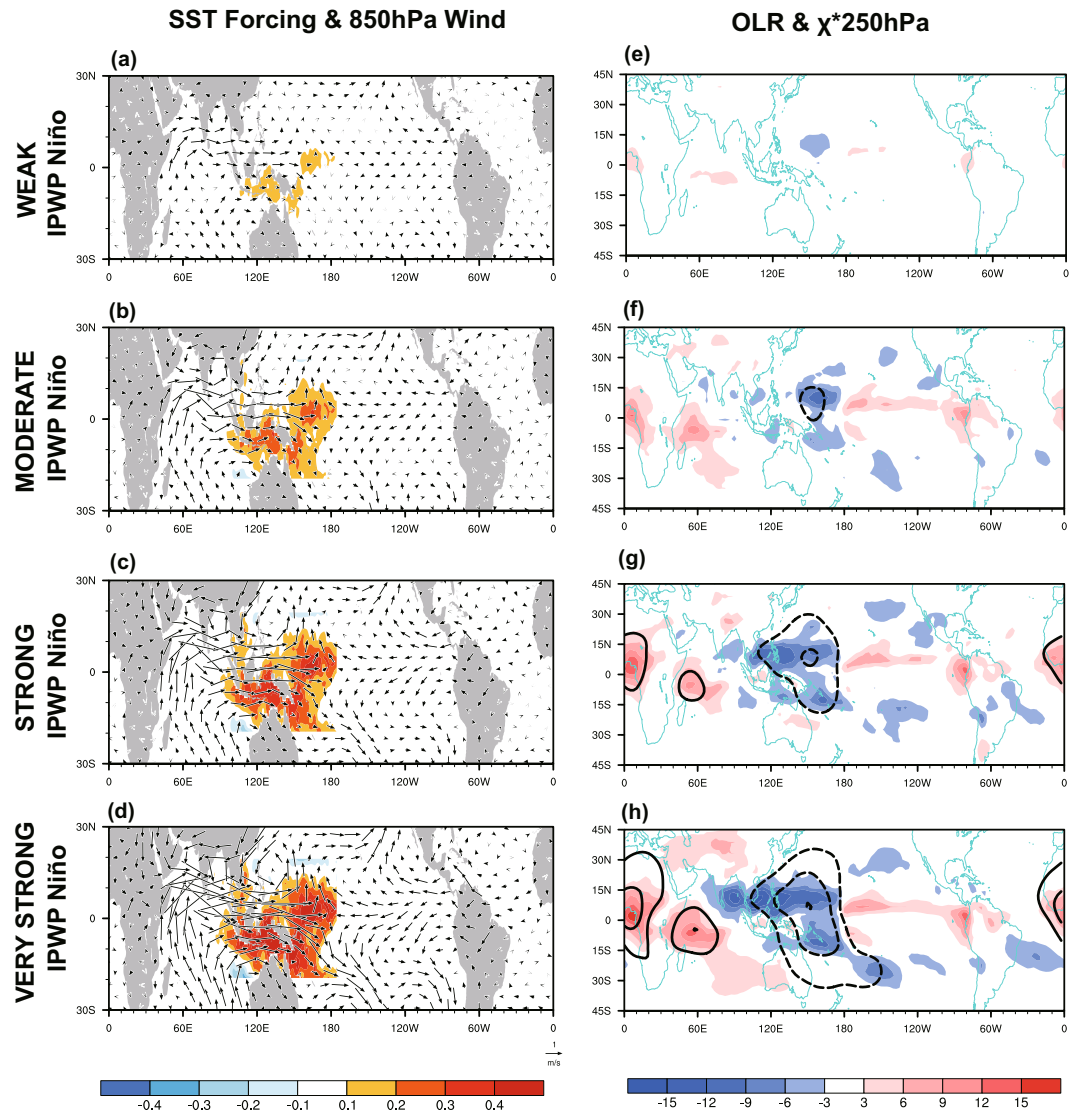 SST Forcing & 850hPa Wind
OLR & χ*250hPa
WEAK
IPWP Niño
(a)
30N
0
30S
0 60E 120E 180 120W 60W 0
(e)
45N
30N
15N
0
15S
30S
45S
0 60E 120E 180 120W 60W 0
MODERATE
IPWP Niño
(b)
30N
0
30S
0 60E 120E 180 120W 60W 0
(f)
45N
30N
15N
0
15S
30S
45S
0 60E 120E 180 120W 60W 0
STRONG
IPWP Niño
(c)
30N
0
30S
0 60E 120E 180 120W 60W 0
(g)
45N
30N
15N
0
15S
30S
45S
0 60E 120E 180 120W 60W 0
VERY STRONG
IPWP Niño
(d)
30N
0
30S
0 60E 120E 180 120W 60W 0
(h)
45N
30N
15N
0
15S
30S
45S
0 60E 120E 180 120W 60W 0
1
m/s
-0.4 -0.3 -0.2 -0.1 0.1 0.2 0.3 0.4
-15 -12 -9 -6 -3 3 6 9 12 15